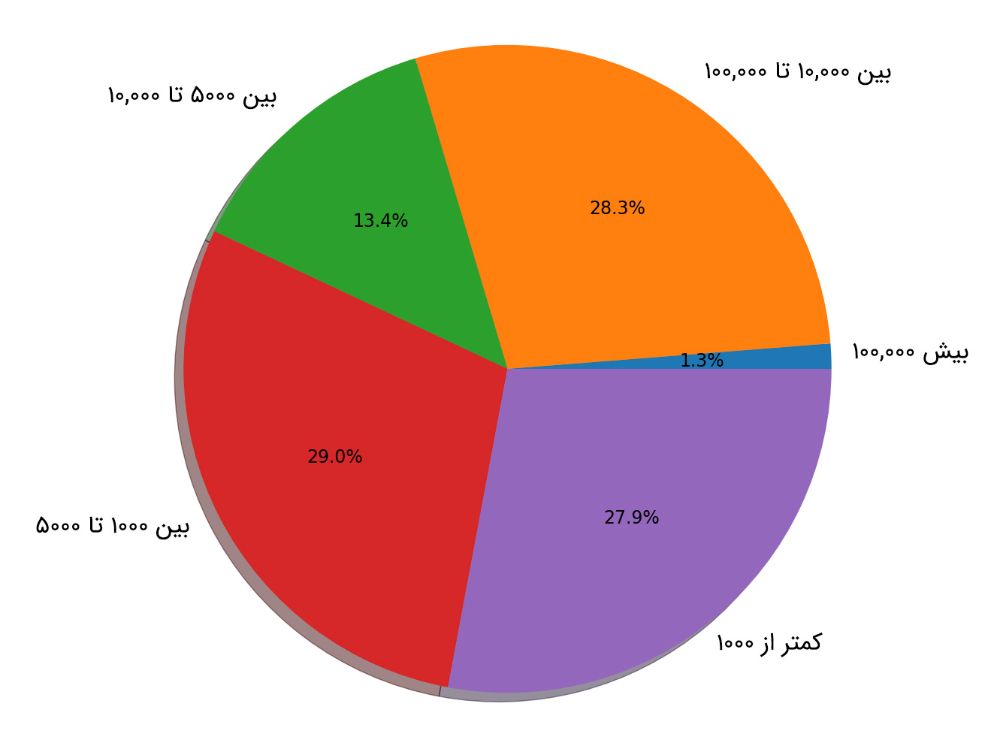 بین ۱۰,۰۰۰ تا ۱۰۰,۰۰۰
28.3%
بین ۵۰۰۰ تا ۱۰,۰۰۰
13.4%
بیش ۱۰۰,۰۰۰
1.3%
بین ۱۰۰۰ تا ۵۰۰۰
29.0%
کمتر از ۱۰۰۰
27.9%